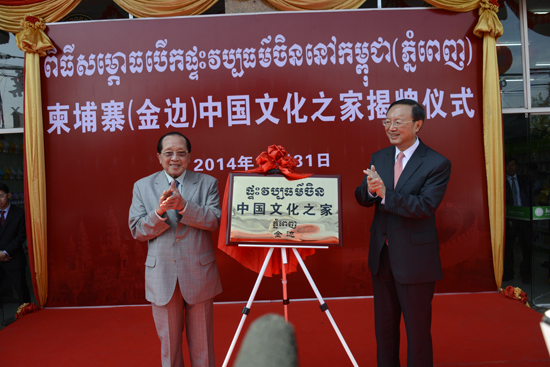 ពិធីសម្ពោធបើកផ្ទះវប្បធម៌ចិននៅកម្ពុជា(ភ្នំពេញ)
柬埔寨(金边)中国文化之家揭牌仪式
2014年 31日
ផ្ទះវប្បធម៌ចិន
中国文化之家
ភ្នំពេញ
金边